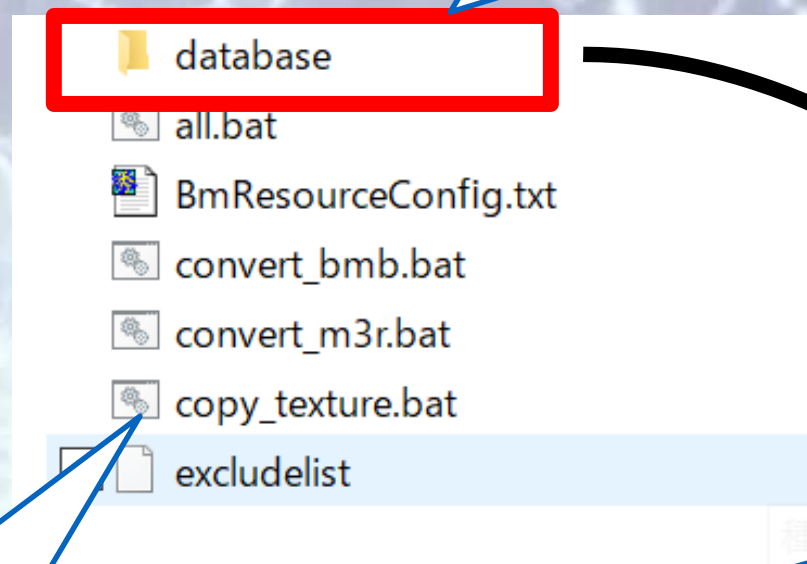 database
all.bat
BmResourceConfig.txt
convert_bmb.bat
convert_m3r.bat
copy_texture.bat
excludelist